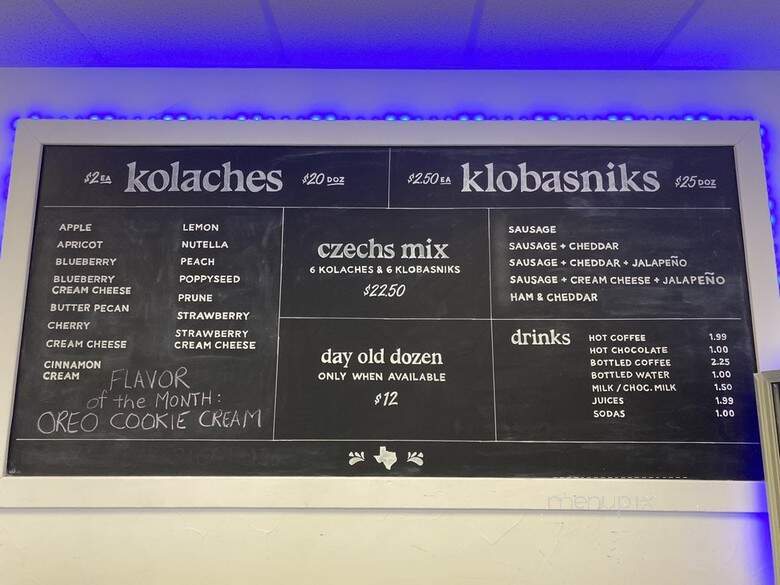 $2 EA kolaches $20 DOZ
$2.50 EA klobasniks $25 DOZ
APPLE
APRICOT
BLUEBERRY
BLUEBERRY
CREAM CHEESE
BUTTER PECAN
CHERRY
CREAM CHEESE
CINNAMON
CREAM
LEMON
NUTELLA
PEACH
POPPYSEED
PRUNE
STRAWBERRY
STRAWBERRY
CREAM CHEESE
FLAVOR
of the MONTH:
OREO COOKIE CREAM
czechs mix
6 KOLACHES & 6 KLOBASNIKS
$22.50
day old dozen
ONLY WHEN AVAILABLE
$12
SAUSAGE
SAUSAGE + CHEDDAR
SAUSAGE + CHEDDAR + JALAPEÑO
SAUSAGE + CREAM CHEESE + JALAPEÑO
HAM & CHEDDAR
drinks
HOT COFFEE 1.99
HOT CHOCOLATE 1.00
BOTTLED COFFEE 2.25
BOTTLED WATER 1.00
MILK / CHOC. MILK 1.50
JUICES 1.99
SODAS 1.00
menupix